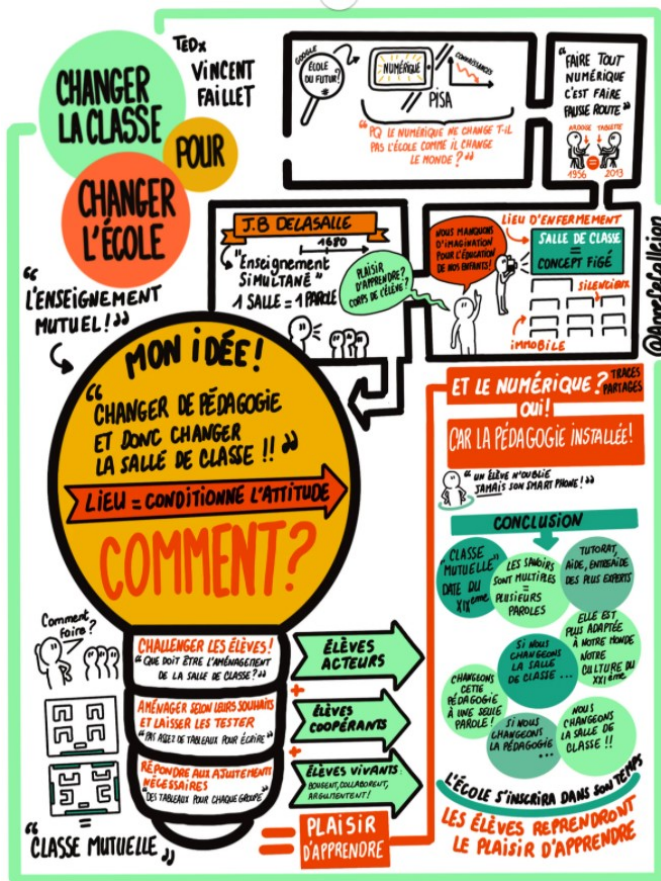 TEDx
VINCENT
FAILLET
CHANGER
LA CLASSE
POUR
CHANGER
L'ÉCOLE
GOOGLE
ÉCOLE
DU FUTUR?
NUMÉRIQUE
CONNAISSANCES
PISA
"PQ LE NUMÉRIQUE NE CHANGE T-IL
PAS L'ÉCOLE COMME IL CHANGE
LE MONDE?"
"FAIRE TOUT
NUMÉRIQUE
C'EST FAIRE
FAUSSE ROUTE"
ARDOISE TABLETTE
=
1956 2013
J.B DELASALLE
1680
"Enseignement
SIMULTANÉ"
1 SALLE = 1 PAROLE
PLAISIR
D'APPRENDRE?
CORPS DE L'ÉLÈVE?
NOUS MANQUONS
D'IMAGINATION
POUR L'ÉDUCATION
DE NOS ENFANTS!
LIEU D'ENFERMEMENT
SALLE DE CLASSE
=
CONCEPT FIGÉ
SILENCIEUX
IMMOBILE
"L'ENSEIGNEMENT
MUTUEL!"
MON IDÉE!
"CHANGER DE PÉDAGOGIE
ET DONC CHANGER
LA SALLE DE CLASSE!!"
LIEU = CONDITIONNE L'ATTITUDE
COMMENT?
Comment
faire?
CHALLENGER LES ÉLÈVES!
"QUE DOIT ÊTRE L'AMÉNAGEMENT
DE LA SALLE DE CLASSE?"
ÉLÈVES
ACTEURS
+
AMÉNAGER SELON LEURS SOUHAITS
ET LAISSER LES TESTER
"PAS ASSEZ DE TABLEAUX POUR ÉCRIRE"
ÉLÈVES
COOPÉRANTS
+
RÉPONDRE AUX AJUSTEMENTS
NÉCESSAIRES
"DES TABLEAUX POUR CHAQUE GROUPE"
ÉLÈVES VIVANTS:
BOUGENT, COLLABORENT,
ARGUMENTENT!
"CLASSE MUTUELLE"
=
PLAISIR
D'APPRENDRE
ET LE NUMÉRIQUE?
TRACES
PARTAGES
OUI!
CAR LA PÉDAGOGIE INSTALLÉE!
"UN ÉLÈVE N'OUBLIE
JAMAIS SON SMARTPHONE!"
CONCLUSION
"CLASSE
MUTUELLE"
DATE DU
XIXème
LES SAVOIRS
SONT MULTIPLES
=
PLUSIEURS
PAROLES
TUTORAT,
AIDE, ENTRAIDE
DES PLUS EXPERTS
ELLE EST
PLUS ADAPTÉE
À NOTRE MONDE
NOTRE
CULTURE DU
XXIème
SI NOUS
CHANGEONS
LA SALLE
DE CLASSE...
CHANGEONS
CETTE
PÉDAGOGIE
À UNE SEULE
PAROLE!
SI NOUS
CHANGEONS
LA PÉDAGOGIE
...
NOUS
CHANGEONS
LA SALLE DE
CLASSE!!
L'ÉCOLE S'INSCRIRA DANS SON TEMPS
LES ÉLÈVES REPRENDRONT
LE PLAISIR D'APPRENDRE